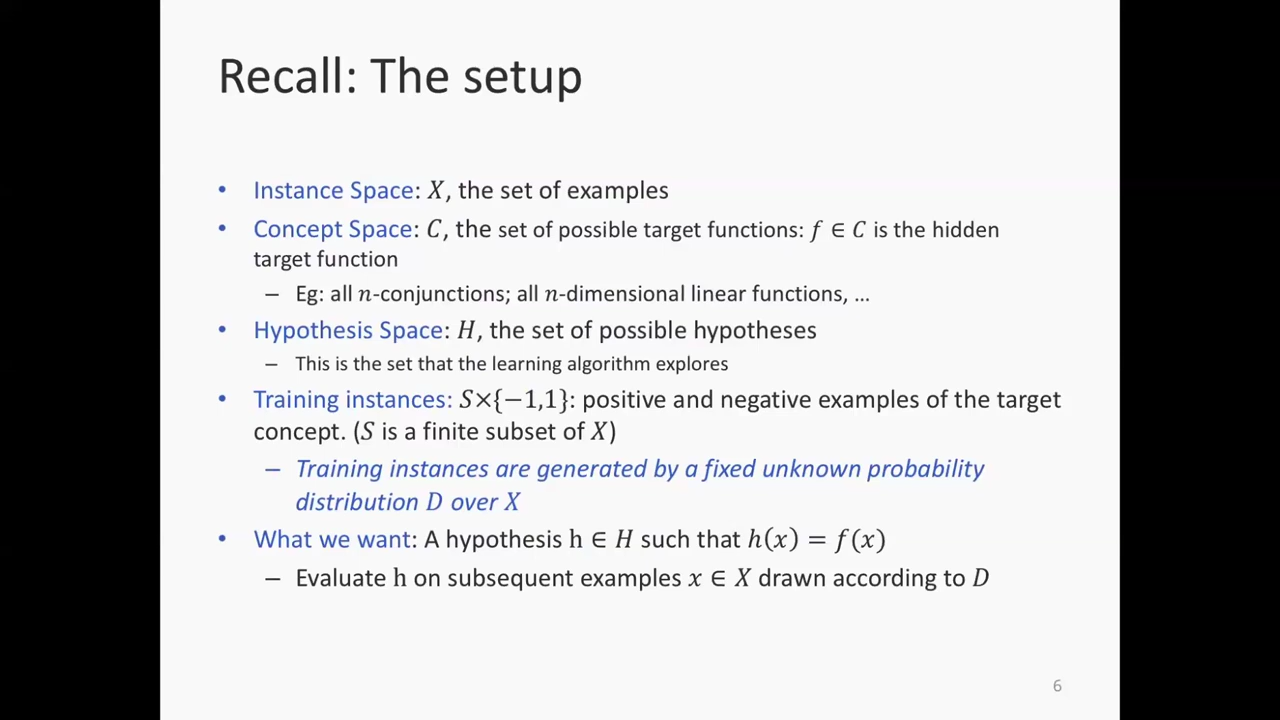 Recall: The setup
• Instance Space: X, the set of examples
• Concept Space: C, the set of possible target functions: f ∈ C is the hidden
target function
– Eg: all n-conjunctions; all n-dimensional linear functions, …
• Hypothesis Space: H, the set of possible hypotheses
– This is the set that the learning algorithm explores
• Training instances: S×{−1,1}: positive and negative examples of the target
concept. (S is a finite subset of X)
– Training instances are generated by a fixed unknown probability
distribution D over X
• What we want: A hypothesis h ∈ H such that h(x) = f(x)
– Evaluate h on subsequent examples x ∈ X drawn according to D
6